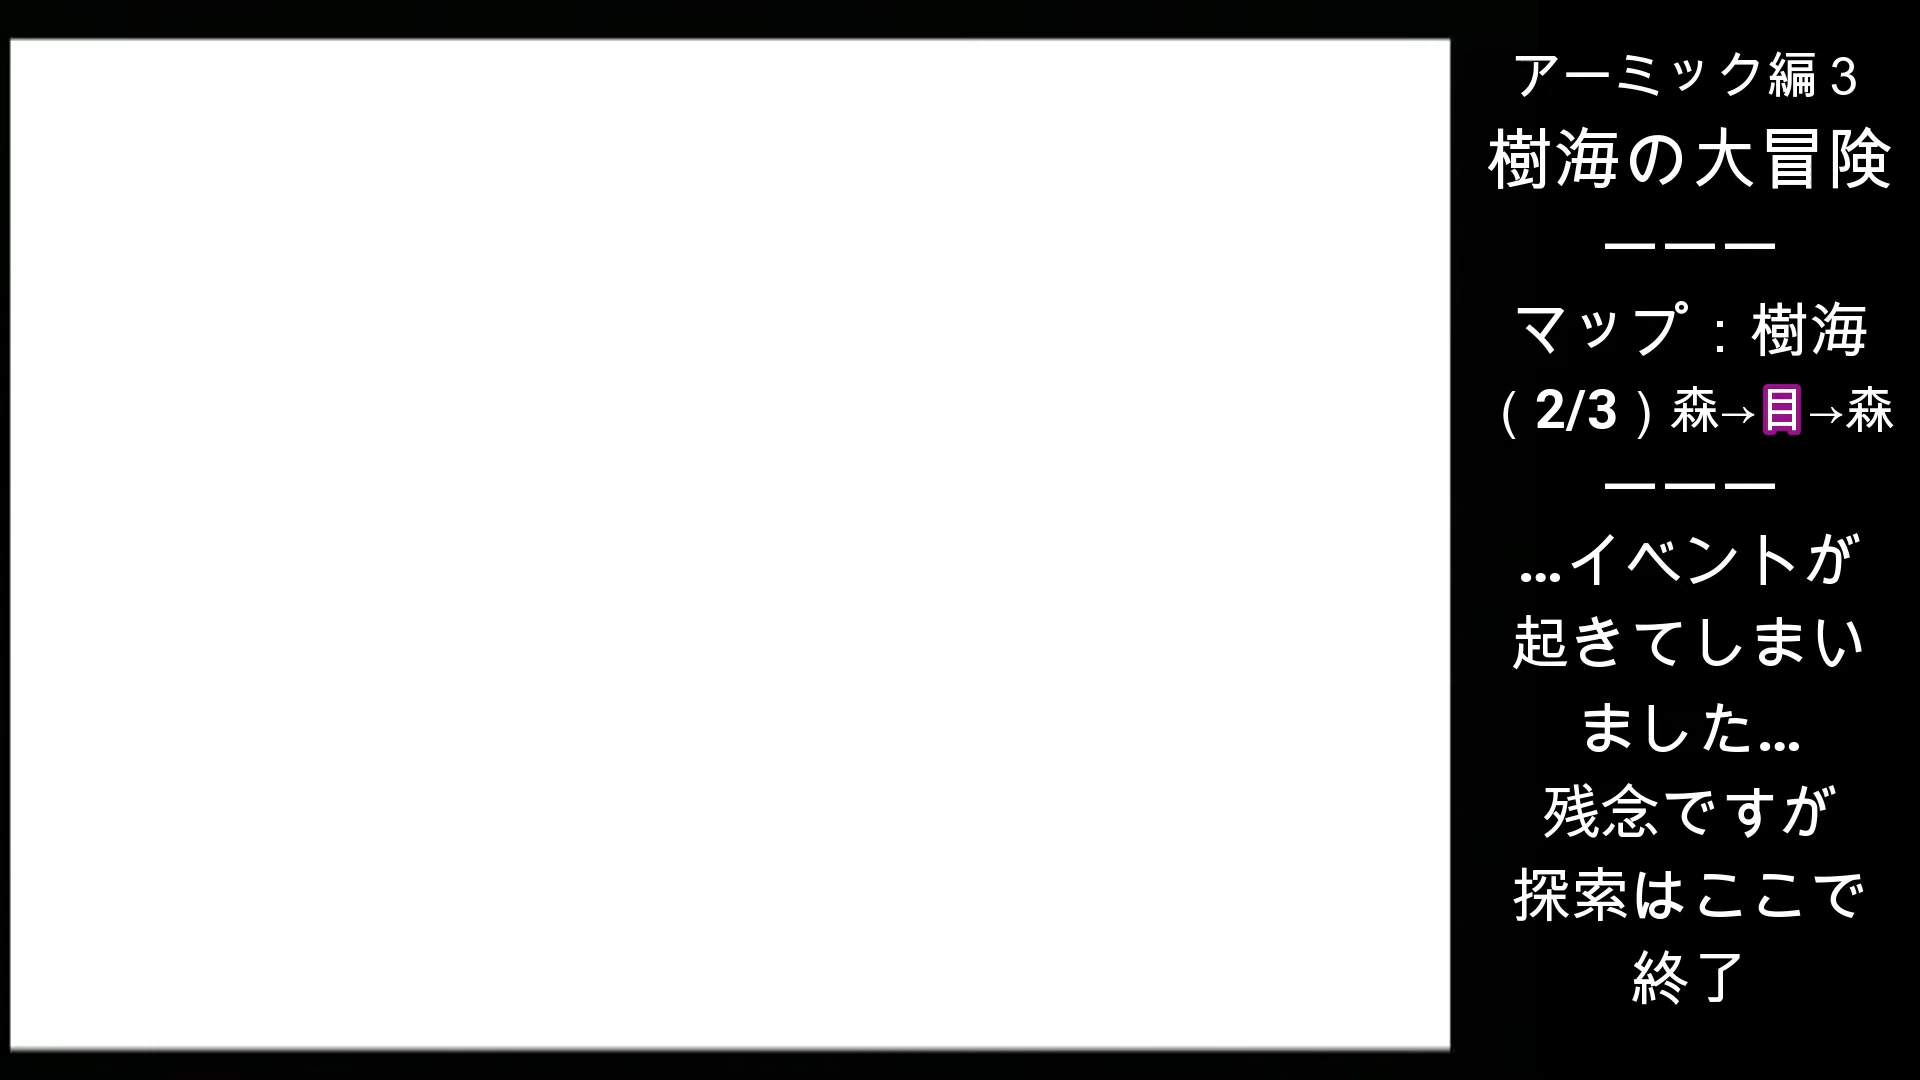 アーミック編3
樹海の大冒険
ーーー
マップ：樹海
（2/3）森→目→森
ーーー
…イベントが
起きてしまい
ました…
残念ですが
探索はここで
終了